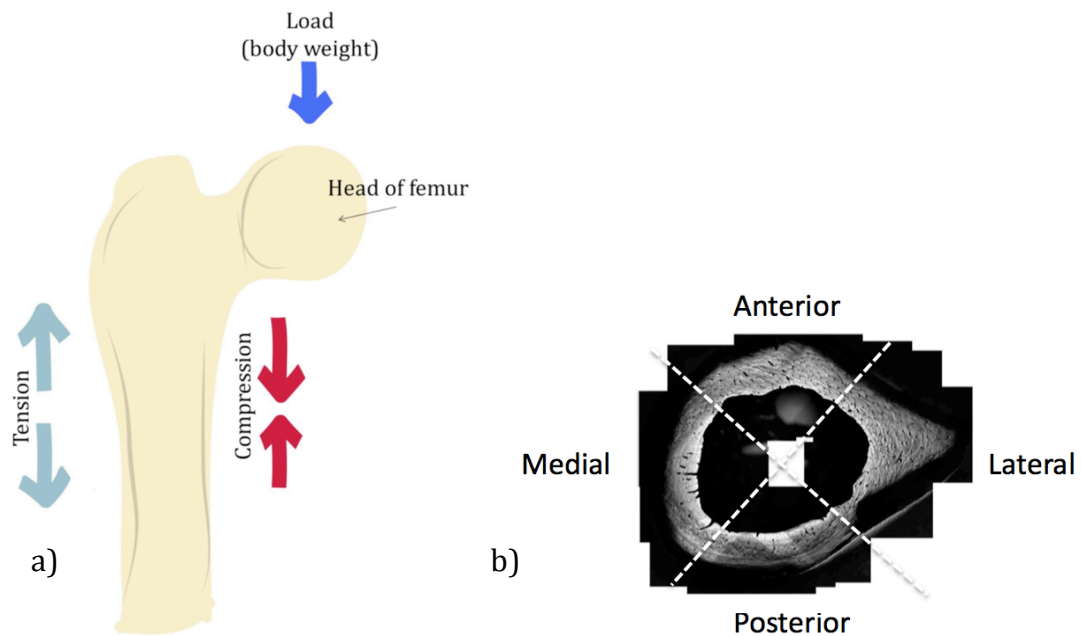 Load
(body weight)
Head of femur
Tension
Compression
a)
Anterior
Medial
Lateral
b)
Posterior